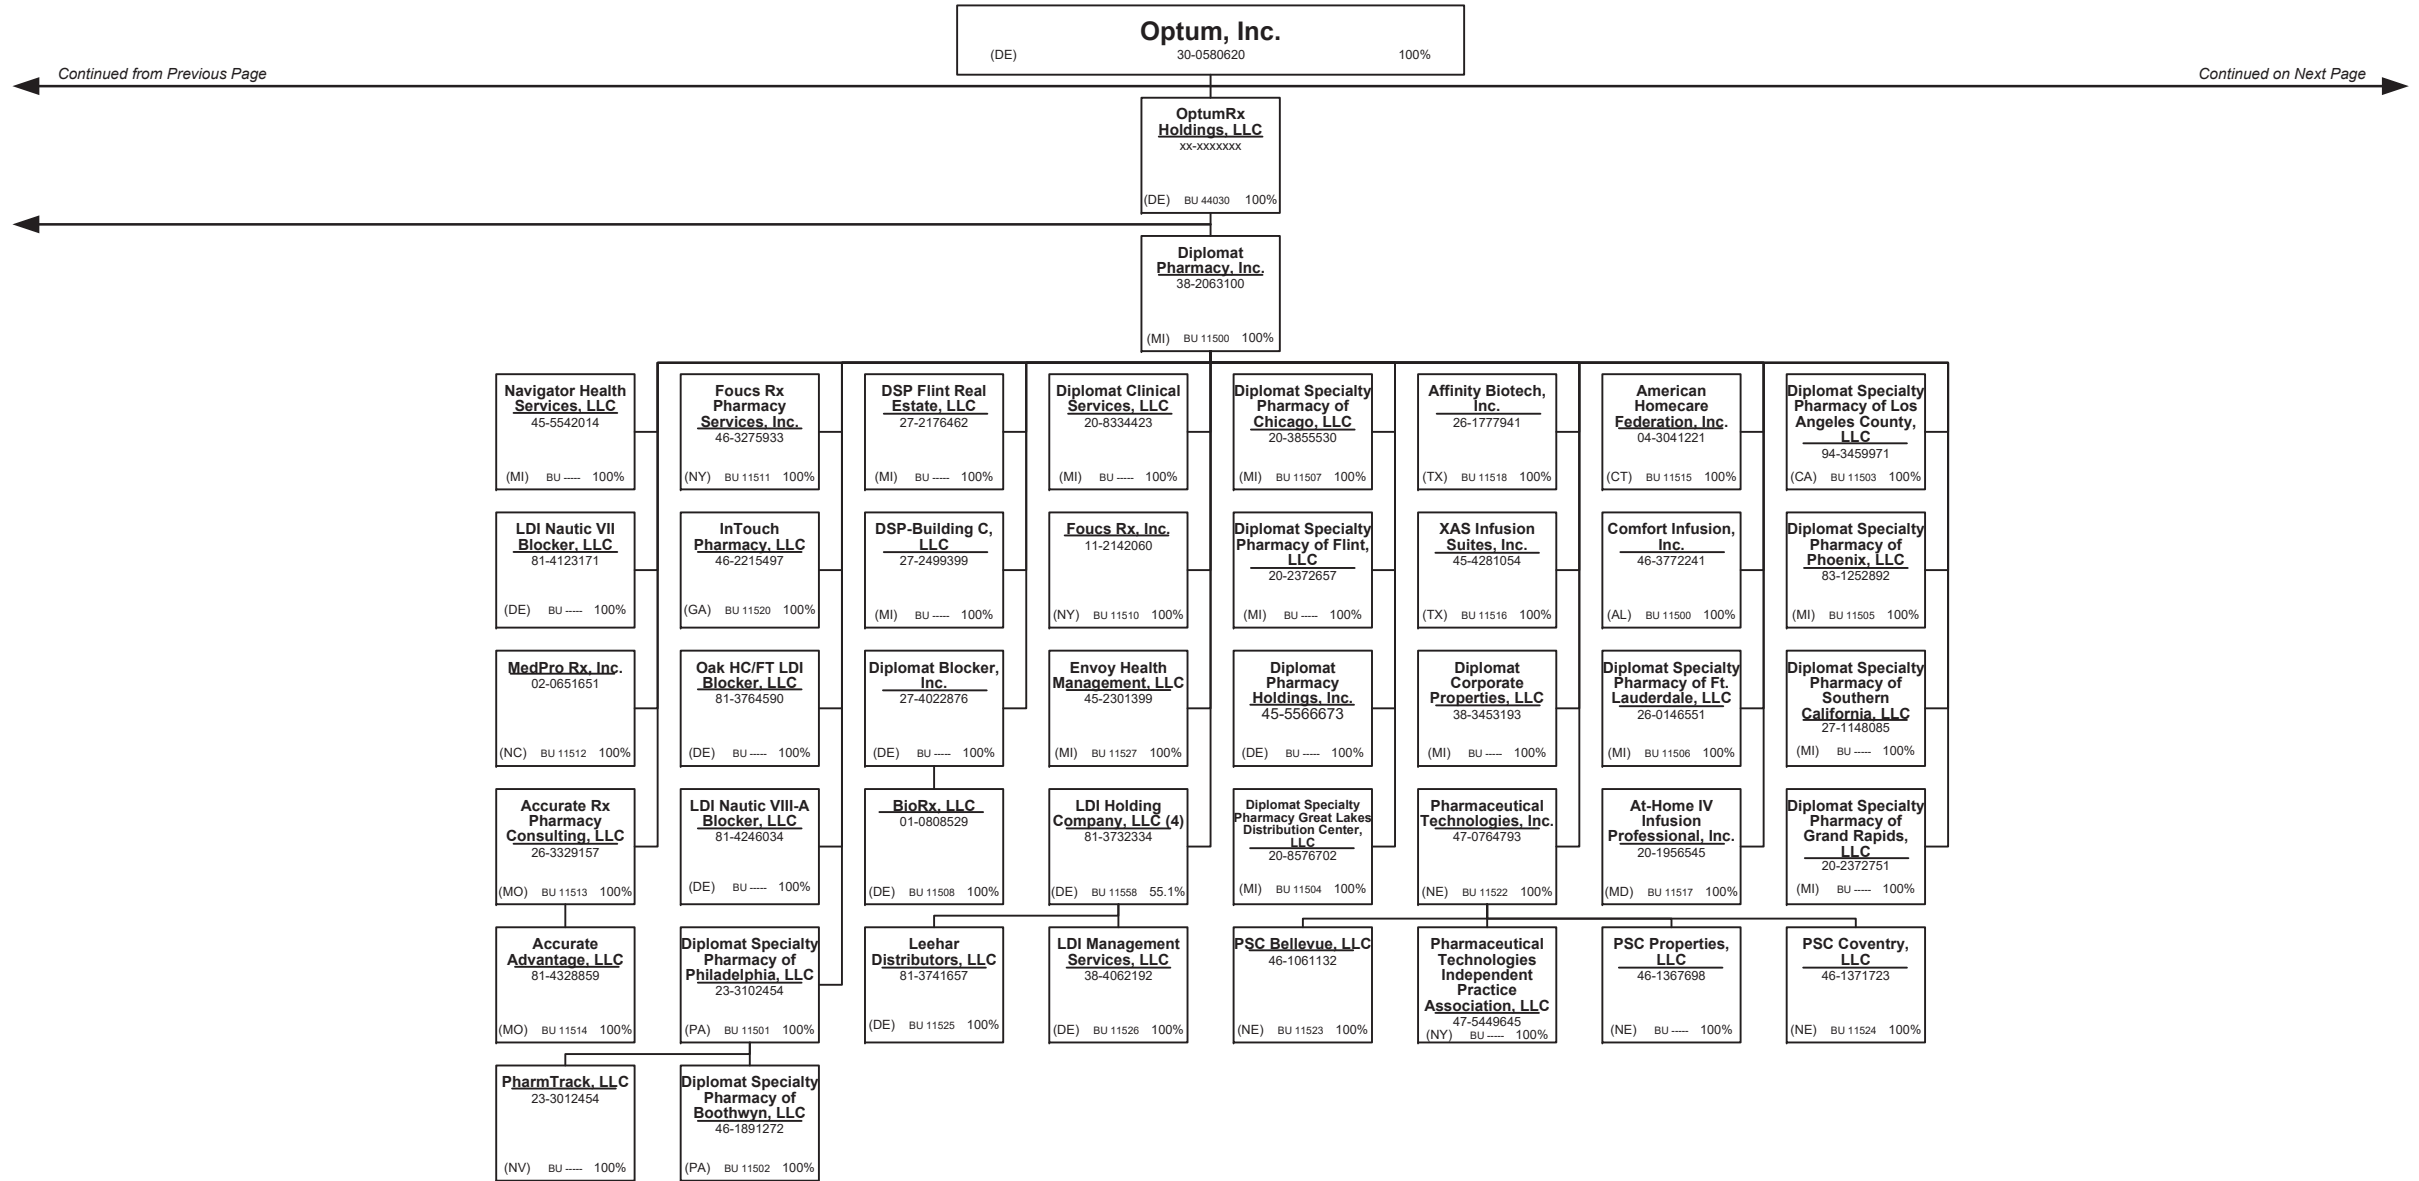 Optum, Inc.
(DE) 30-0580620 100%
Continued from Previous Page
Continued on Next Page
OptumRx
Holdings, LLC
xx-xxxxxxx
(DE) BU 44030 100%
Diplomat
Pharmacy, Inc.
38-2063100
(MI) BU 11500 100%
Navigator Health
Services, LLC
45-5542014
(MI) BU ----- 100%
Foucs Rx
Pharmacy
Services, Inc.
46-3275933
(NY) BU 11511 100%
DSP Flint Real
Estate, LLC
27-2176462
(MI) BU ----- 100%
Diplomat Clinical
Services, LLC
20-8334423
(MI) BU ----- 100%
Diplomat Specialty
Pharmacy of
Chicago, LLC
20-3855530
(MI) BU 11507 100%
Affinity Biotech,
Inc.
26-1777941
(TX) BU 11518 100%
American
Homecare
Federation, Inc.
04-3041221
(CT) BU 11515 100%
Diplomat Specialty
Pharmacy of Los
Angeles County,
LLC
94-3459971
(CA) BU 11503 100%
LDI Nautic VII
Blocker, LLC
81-4123171
(DE) BU ----- 100%
InTouch
Pharmacy, LLC
46-2215497
(GA) BU 11520 100%
DSP-Building C,
LLC
27-2499399
(MI) BU ----- 100%
Foucs Rx, Inc.
11-2142060
(NY) BU 11510 100%
Diplomat Specialty
Pharmacy of Flint,
LLC
20-2372657
(MI) BU ----- 100%
XAS Infusion
Suites, Inc.
45-4281054
(TX) BU 11516 100%
Comfort Infusion,
Inc.
46-3772241
(AL) BU 11500 100%
Diplomat Specialty
Pharmacy of
Phoenix, LLC
83-1252892
(MI) BU 11505 100%
MedPro Rx, Inc.
02-0651651
(NC) BU 11512 100%
Oak HC/FT LDI
Blocker, LLC
81-3764590
(DE) BU ----- 100%
Diplomat Blocker,
Inc.
27-4022876
(DE) BU ----- 100%
Envoy Health
Management, LLC
45-2301399
(MI) BU 11527 100%
Diplomat
Pharmacy
Holdings, Inc.
45-5566673
(DE) BU ----- 100%
Diplomat
Corporate
Properties, LLC
38-3453193
(MI) BU ----- 100%
Diplomat Specialty
Pharmacy of Ft.
Lauderdale, LLC
26-0146551
(MI) BU 11506 100%
Diplomat Specialty
Pharmacy of
Southern
California, LLC
27-1148085
(MI) BU ----- 100%
Accurate Rx
Pharmacy
Consulting, LLC
26-3329157
(MO) BU 11513 100%
LDI Nautic VIII-A
Blocker, LLC
81-4246034
(DE) BU ----- 100%
BioRx, LLC
01-0808529
(DE) BU 11508 100%
LDI Holding
Company, LLC (4)
81-3732334
(DE) BU 11558 55.1%
Diplomat Specialty
Pharmacy Great Lakes
Distribution Center,
LLC
20-8576702
(MI) BU 11504 100%
Pharmaceutical
Technologies, Inc.
47-0764793
(NE) BU 11522 100%
At-Home IV
Infusion
Professional, Inc.
20-1956545
(MD) BU 11517 100%
Diplomat Specialty
Pharmacy of
Grand Rapids,
LLC
20-2372751
(MI) BU ----- 100%
Accurate
Advantage, LLC
81-4328859
(MO) BU 11514 100%
Diplomat Specialty
Pharmacy of
Philadelphia, LLC
23-3102454
(PA) BU 11501 100%
Leehar
Distributors, LLC
81-3741657
(DE) BU 11525 100%
LDI Management
Services, LLC
38-4062192
(DE) BU 11526 100%
PSC Bellevue, LLC
46-1061132
(NE) BU 11523 100%
Pharmaceutical
Technologies
Independent
Practice
Association, LLC
47-5449645
(NY) BU ----- 100%
PSC Properties,
LLC
46-1367698
(NE) BU ----- 100%
PSC Coventry,
LLC
46-1371723
(NE) BU 11524 100%
PharmTrack, LLC
23-3012454
(NV) BU ----- 100%
Diplomat Specialty
Pharmacy of
Boothwyn, LLC
46-1891272
(PA) BU 11502 100%